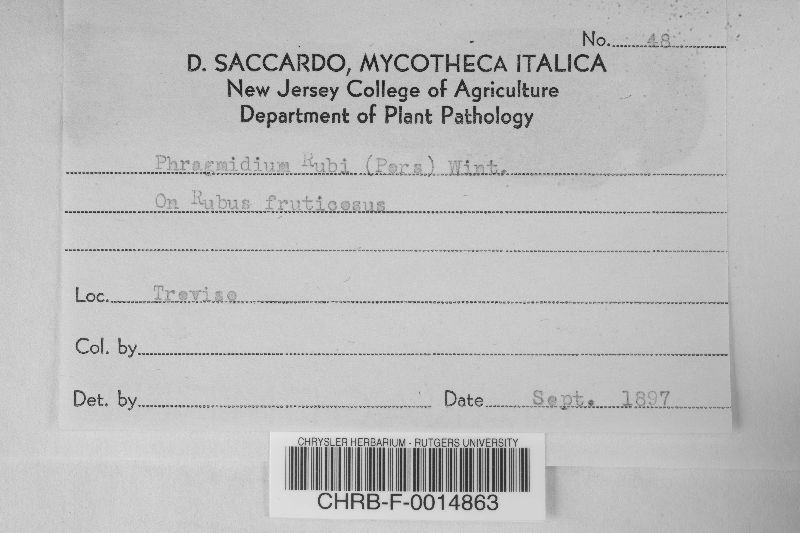 No. 48
D. SACCARDO, MYCOTHECA ITALICA
New Jersey College of Agriculture
Department of Plant Pathology
Phragmidium Rubi (Pers) Wint.
On Rubus fruticosus
Loc. Treviso
Col. by
Det. by Date Sept. 1897
CHRYSLER HERBARIUM - RUTGERS UNIVERSITY
CHRB-F-0014863